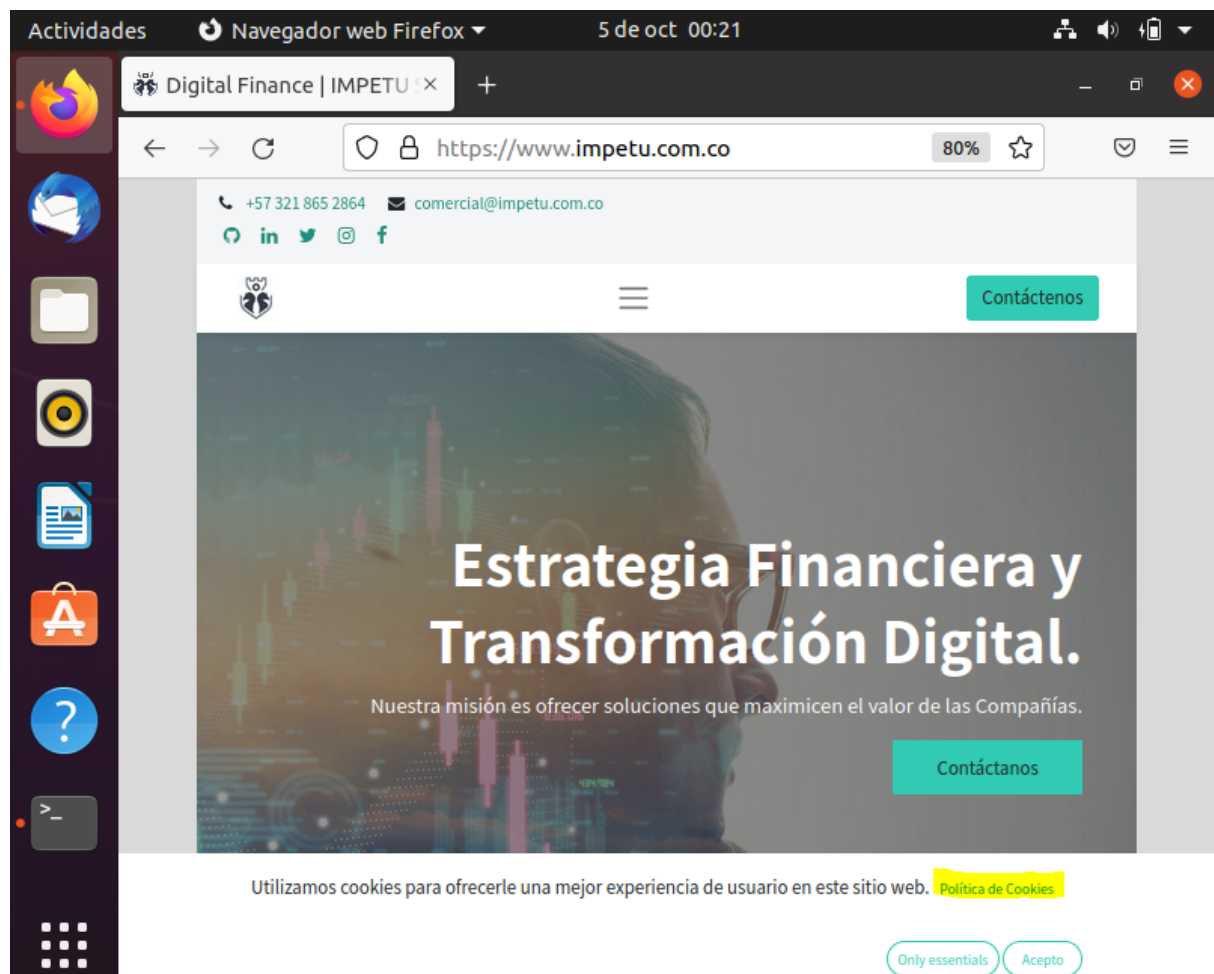 Actividades Navegador web Firefox 5 de oct 00:21
Digital Finance | IMPETU S
https://www.impetu.com.co 80%
+57 321 865 2864 comercial@impetu.com.co
Contáctenos
Estrategia Financiera y
Transformación Digital.
Nuestra misión es ofrecer soluciones que maximicen el valor de las Compañías.
Contáctanos
Utilizamos cookies para ofrecerle una mejor experiencia de usuario en este sitio web. Política de Cookies
Only essentials Acepto